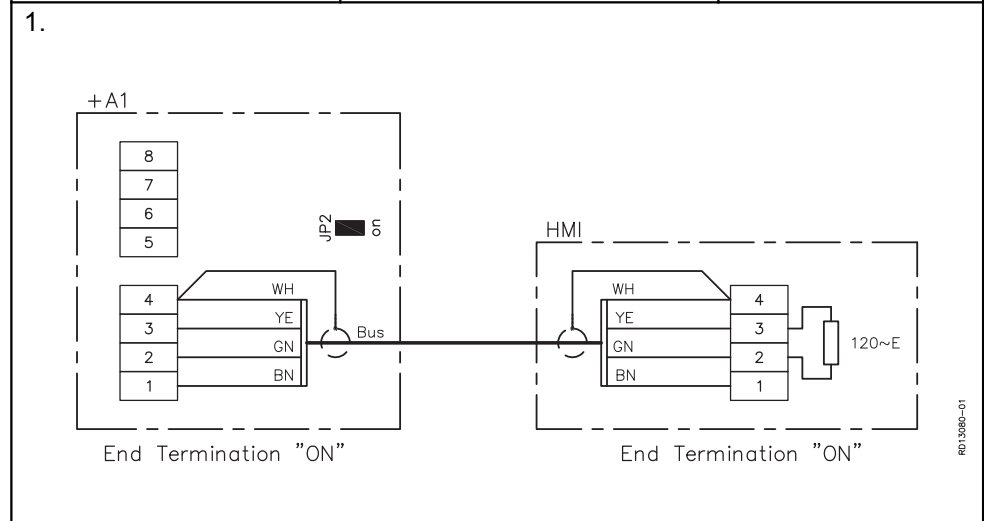 1.
+A1
8
7
6
5
JP2 on
4
3
2
1
WH
YE
GN
BN
Bus
End Termination "ON"
HMI
WH
YE
GN
BN
4
3
2
1
120~E
End Termination "ON"
RD13080-01